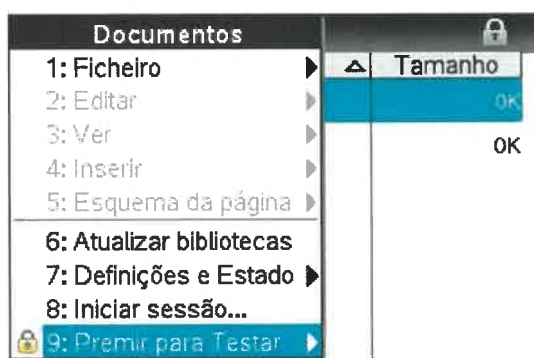 Documentos
1: Ficheiro
2: Editar
3: Ver
4: Inserir
5: Esquema da página
6: Atualizar bibliotecas
7: Definições e Estado
8: Iniciar sessão...
9: Premir para Testar
Tamanho
0K
0K